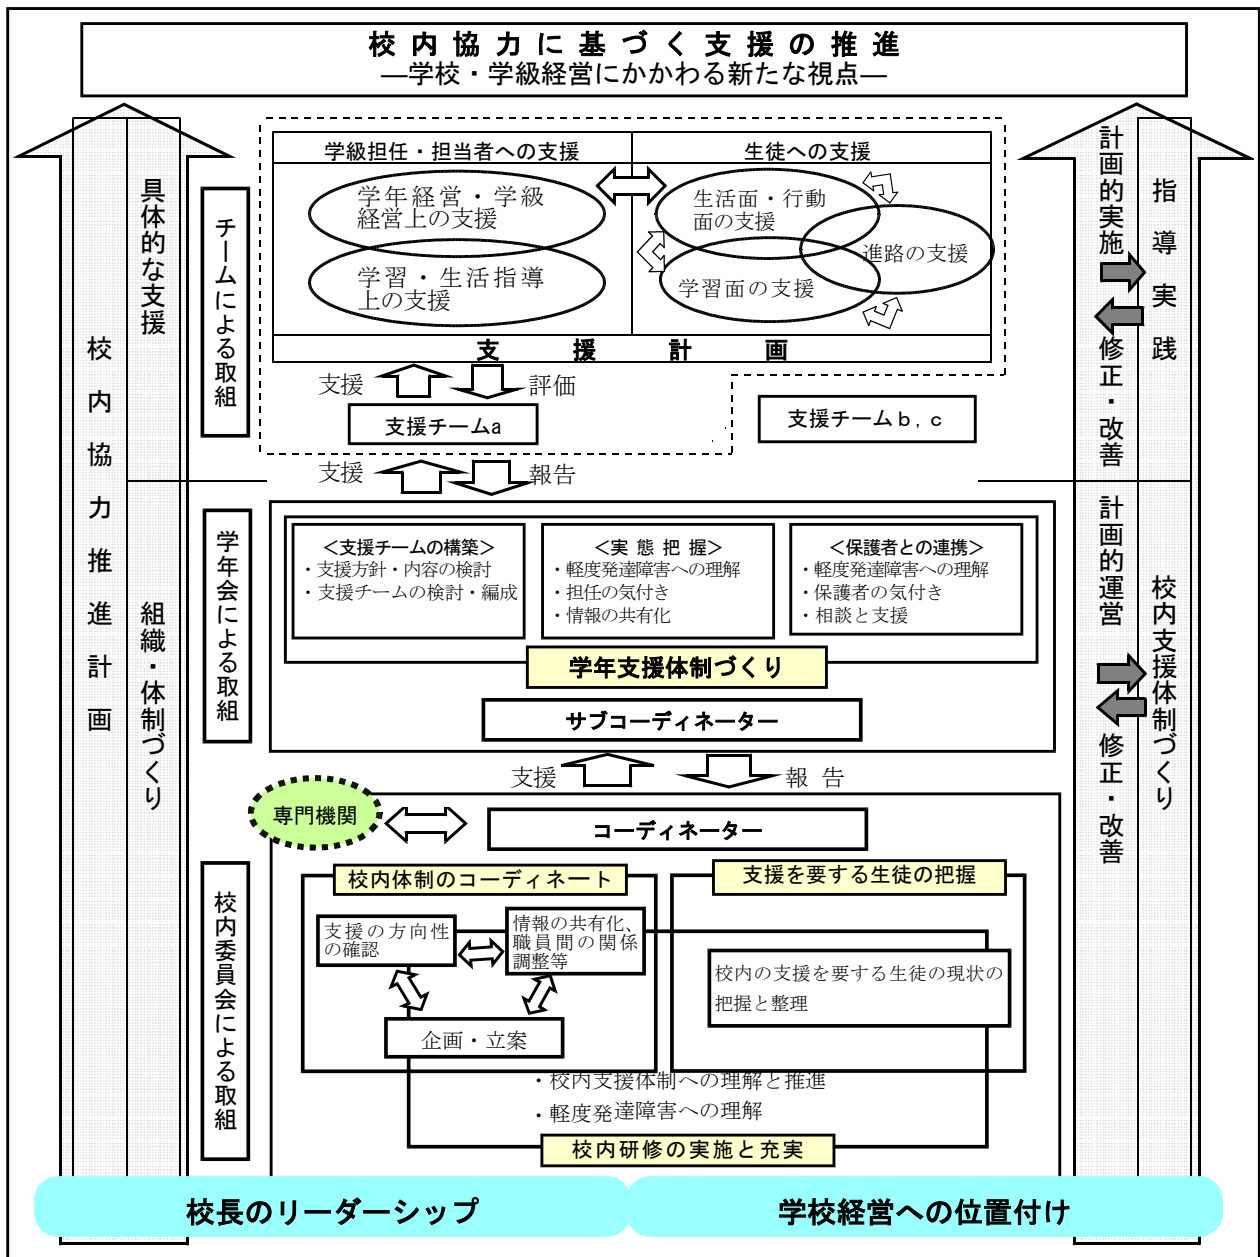 校内協力に基づく支援の推進
―学校・学級経営にかかわる新たな視点―
校内協力推進計画
具体的な支援
組織・体制づくり
チームによる取組
学級担任・担当者への支援
生徒への支援
学年経営・学級
経営上の支援
学習・生活指導
上の支援
生活面・行動
面の支援
進路の支援
学習面の支援
支援計画
支援
評価
支援チームa
支援チームb,c
支援
報告
学年会による取組
<支援チームの構築>
・支援方針・内容の検討
・支援チームの検討・編成
<実態把握>
・軽度発達障害への理解
・担任の気付き
・情報の共有化
<保護者との連携>
・軽度発達障害への理解
・保護者の気付き
・相談と支援
学年支援体制づくり
サブコーディネーター
支援
報告
校内委員会による取組
専門機関
コーディネーター
校内体制のコーディネート
支援を要する生徒の把握
支援の方向性
の確認
情報の共有化、
職員間の関係
調整等
企画・立案
校内の支援を要する生徒の現状の
把握と整理
・校内支援体制への理解と推進
・軽度発達障害への理解
校内研修の実施と充実
計画的実施
修正・改善
指導実践
計画的運営
修正・改善
校内支援体制づくり
校長のリーダーシップ
学校経営への位置付け